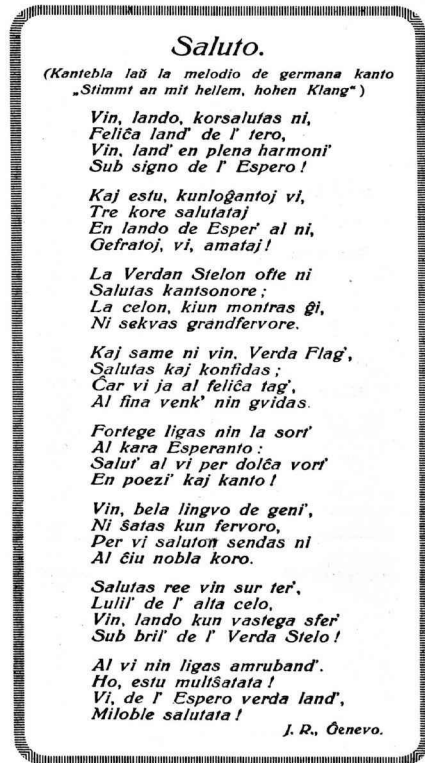 Saluto.
(Kantebla laŭ la melodio de germana kanto
„Stimmt an mit hellem, hohen Klang“)
Vin, lando, korsalutas ni,
Feliĉa land' de l' tero,
Vin, land' en plena harmoni'
Sub signo de l' Espero!
Kaj estu, kunloĝantoj vi,
Tre kore salutataj
En lando de Esper' al ni,
Gefratoj, vi, amataj!
La Verdan Stelon ofte ni
Salutas kantsonore;
La celon, kiun montras ĝi,
Ni sekvas grandfervore.
Kaj same ni vin. Verda Flag',
Salutas kaj konfidas;
Ĉar vi ja al feliĉa tag',
Al fina venk' nin gvidas.
Fortege ligas nin la sort'
Al kara Esperanto:
Salut' al vi per dolĉa vort'
En poezi' kaj kanto!
Vin, bela lingvo de geni',
Ni ŝatas kun fervoro,
Per vi saluton sendas ni
Al ĉiu nobla koro.
Salutas ree vin sur ter',
Lulil' de l' alta celo,
Vin, lando kun vastega sfer'
Sub bril' de l' Verda Stelo!
Al vi nin ligas amruband'.
Ho, estu multŝatata!
Vi, de l' Espero verda land',
Miloble salutata!
J. R., Ĝenevo.